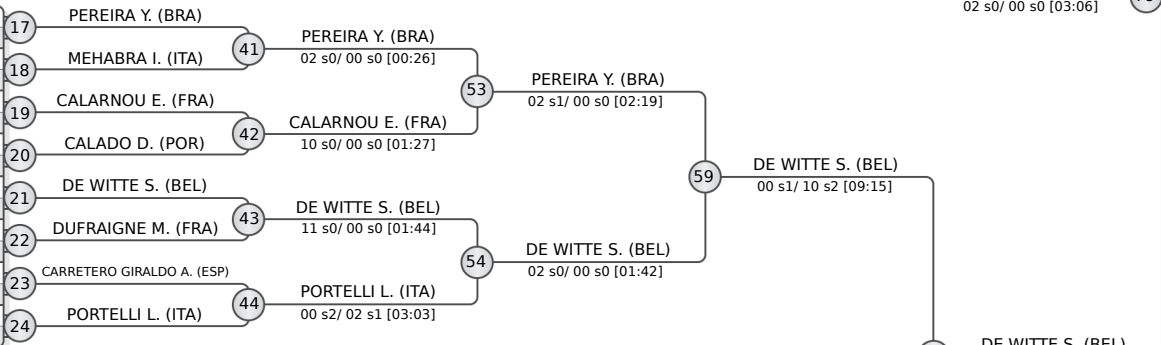 02 s0/ 00 s0 [03:06]
PEREIRA Y. (BRA)
17
PEREIRA Y. (BRA)
41
02 s0/ 00 s0 [00:26]
MEHABRA I. (ITA)
18
PEREIRA Y. (BRA)
53
02 s1/ 00 s0 [02:19]
CALARNOU E. (FRA)
19
CALARNOU E. (FRA)
42
10 s0/ 00 s0 [01:27]
CALADO D. (POR)
20
DE WITTE S. (BEL)
59
00 s1/ 10 s2 [09:15]
DE WITTE S. (BEL)
21
DE WITTE S. (BEL)
43
11 s0/ 00 s0 [01:44]
DUFRAIGNE M. (FRA)
22
DE WITTE S. (BEL)
54
02 s0/ 00 s0 [01:42]
CARRETERO GIRALDO A. (ESP)
23
PORTELLI L. (ITA)
44
00 s2/ 02 s1 [03:03]
PORTELLI L. (ITA)
24
DE WITTE S. (BEL)